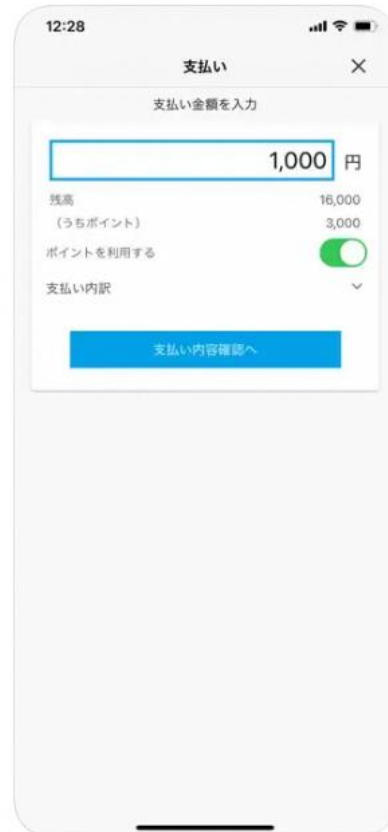 12:28
支払い
支払い金額を入力
1,000 円
残高 16,000
（うちポイント） 3,000
ポイントを利用する
支払い内訳
支払い内容確認へ